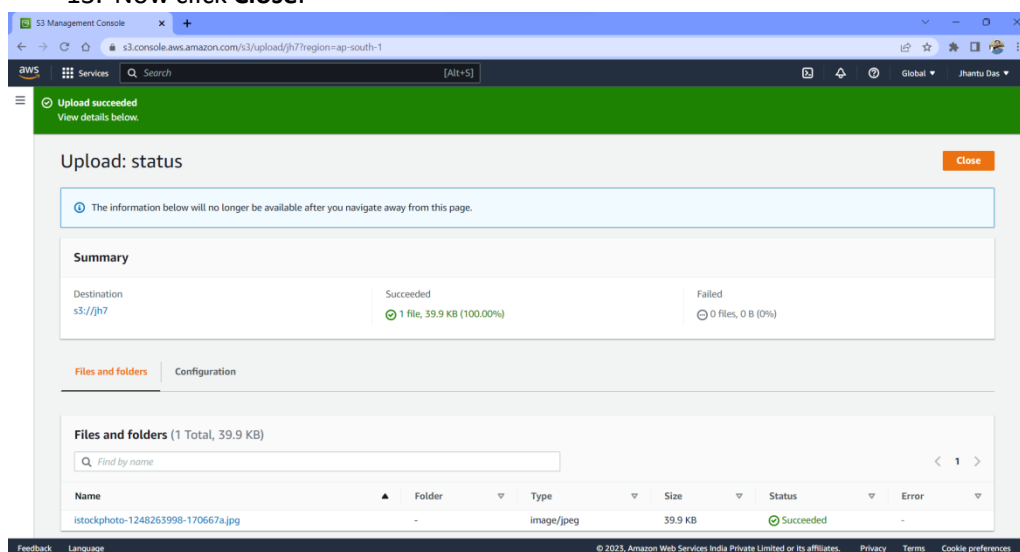 13. Now click Close.
S3 Management Console
s3.console.aws.amazon.com/s3/upload/jh7?region=ap-south-1
aws Services Search [Alt+S] Global Jhantu Das
Upload succeeded
View details below.
Upload: status Close
The information below will no longer be available after you navigate away from this page.
Summary
Destination Succeeded Failed
s3://jh7 1 file, 39.9 KB (100.00%) 0 files, 0 B (0%)
Files and folders Configuration
Files and folders (1 Total, 39.9 KB)
Find by name 1
Name Folder Type Size Status Error
istockphoto-1248263998-170667a.jpg - image/jpeg 39.9 KB Succeeded -
Feedback Language © 2023, Amazon Web Services India Private Limited or its affiliates. Privacy Terms Cookie preferences